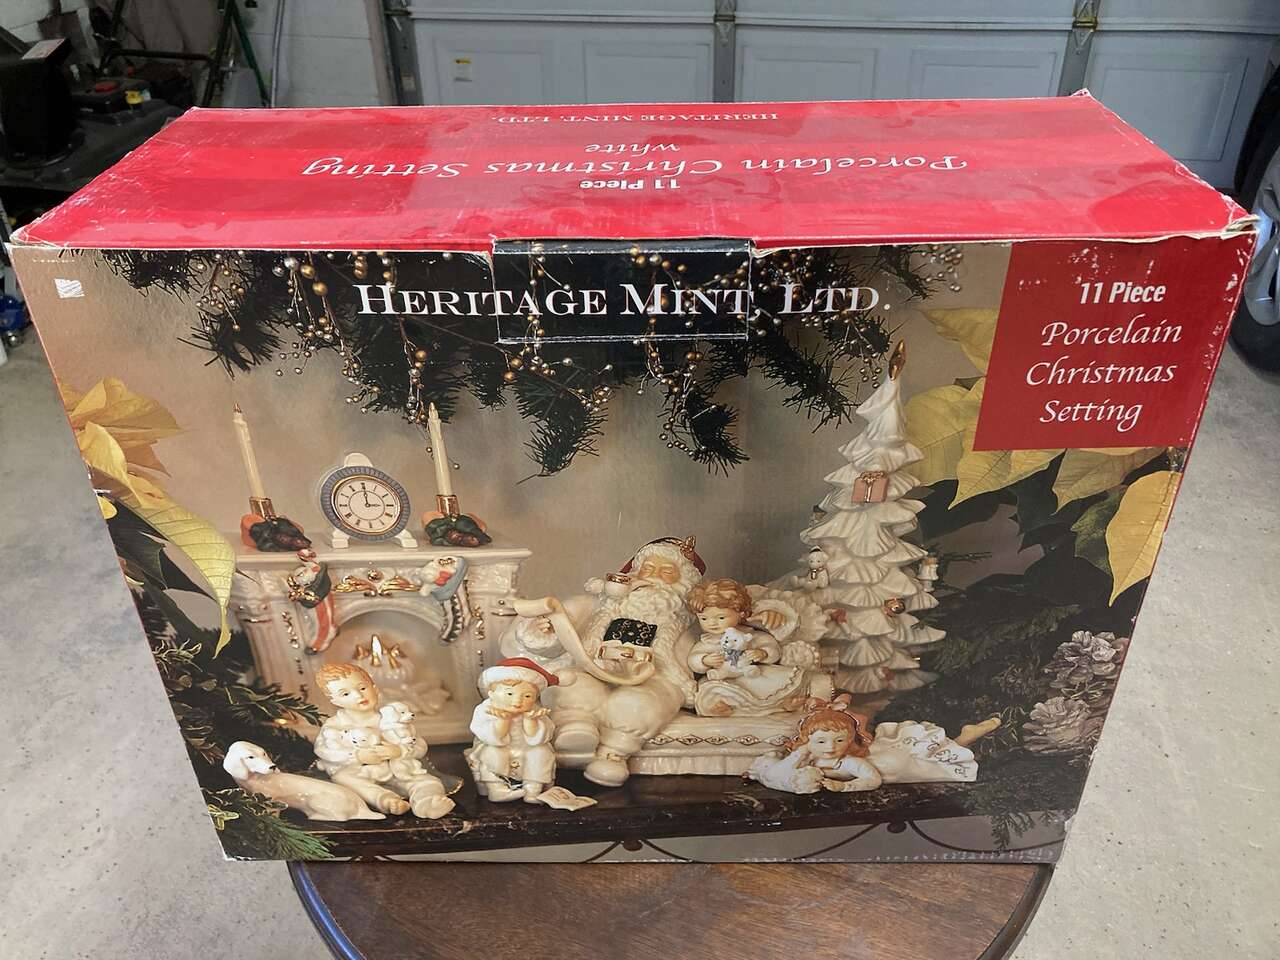 HERITAGE MINT, LTD.
Porcelain Christmas Setting
White
11 Piece
HERITAGE MINT, LTD.
11 Piece
Porcelain
Christmas
Setting